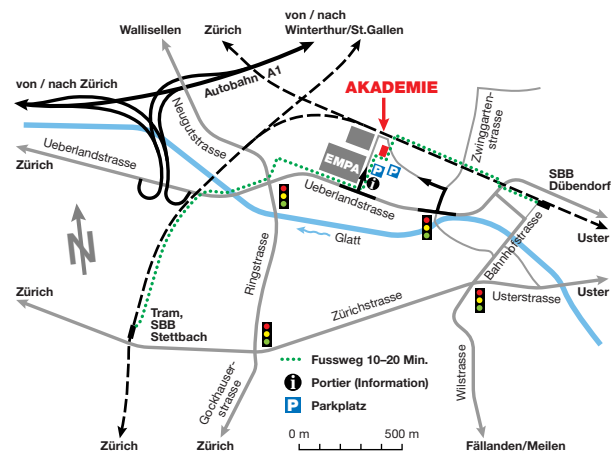 von / nach
Winterthur/St.Gallen
Wallisellen
Zürich
von / nach Zürich
Autobahn A1
AKADEMIE
Neugutstrasse
Zwinggarten-
strasse
EMPA
P P
i
Ueberlandstrasse
Zürich
Ueberlandstrasse
SBB
Dübendorf
Uster
N
Glatt
Bahnhofstrasse
Ringstrasse
Zürich
Zürichstrasse
Usterstrasse
Uster
Tram,
SBB
Stettbach
Gockhauser-
strasse
Wilstrasse
Fussweg 10–20 Min.
i Portier (Information)
P Parkplatz
0 m 500 m
Zürich
Zürich
Fällanden/Meilen